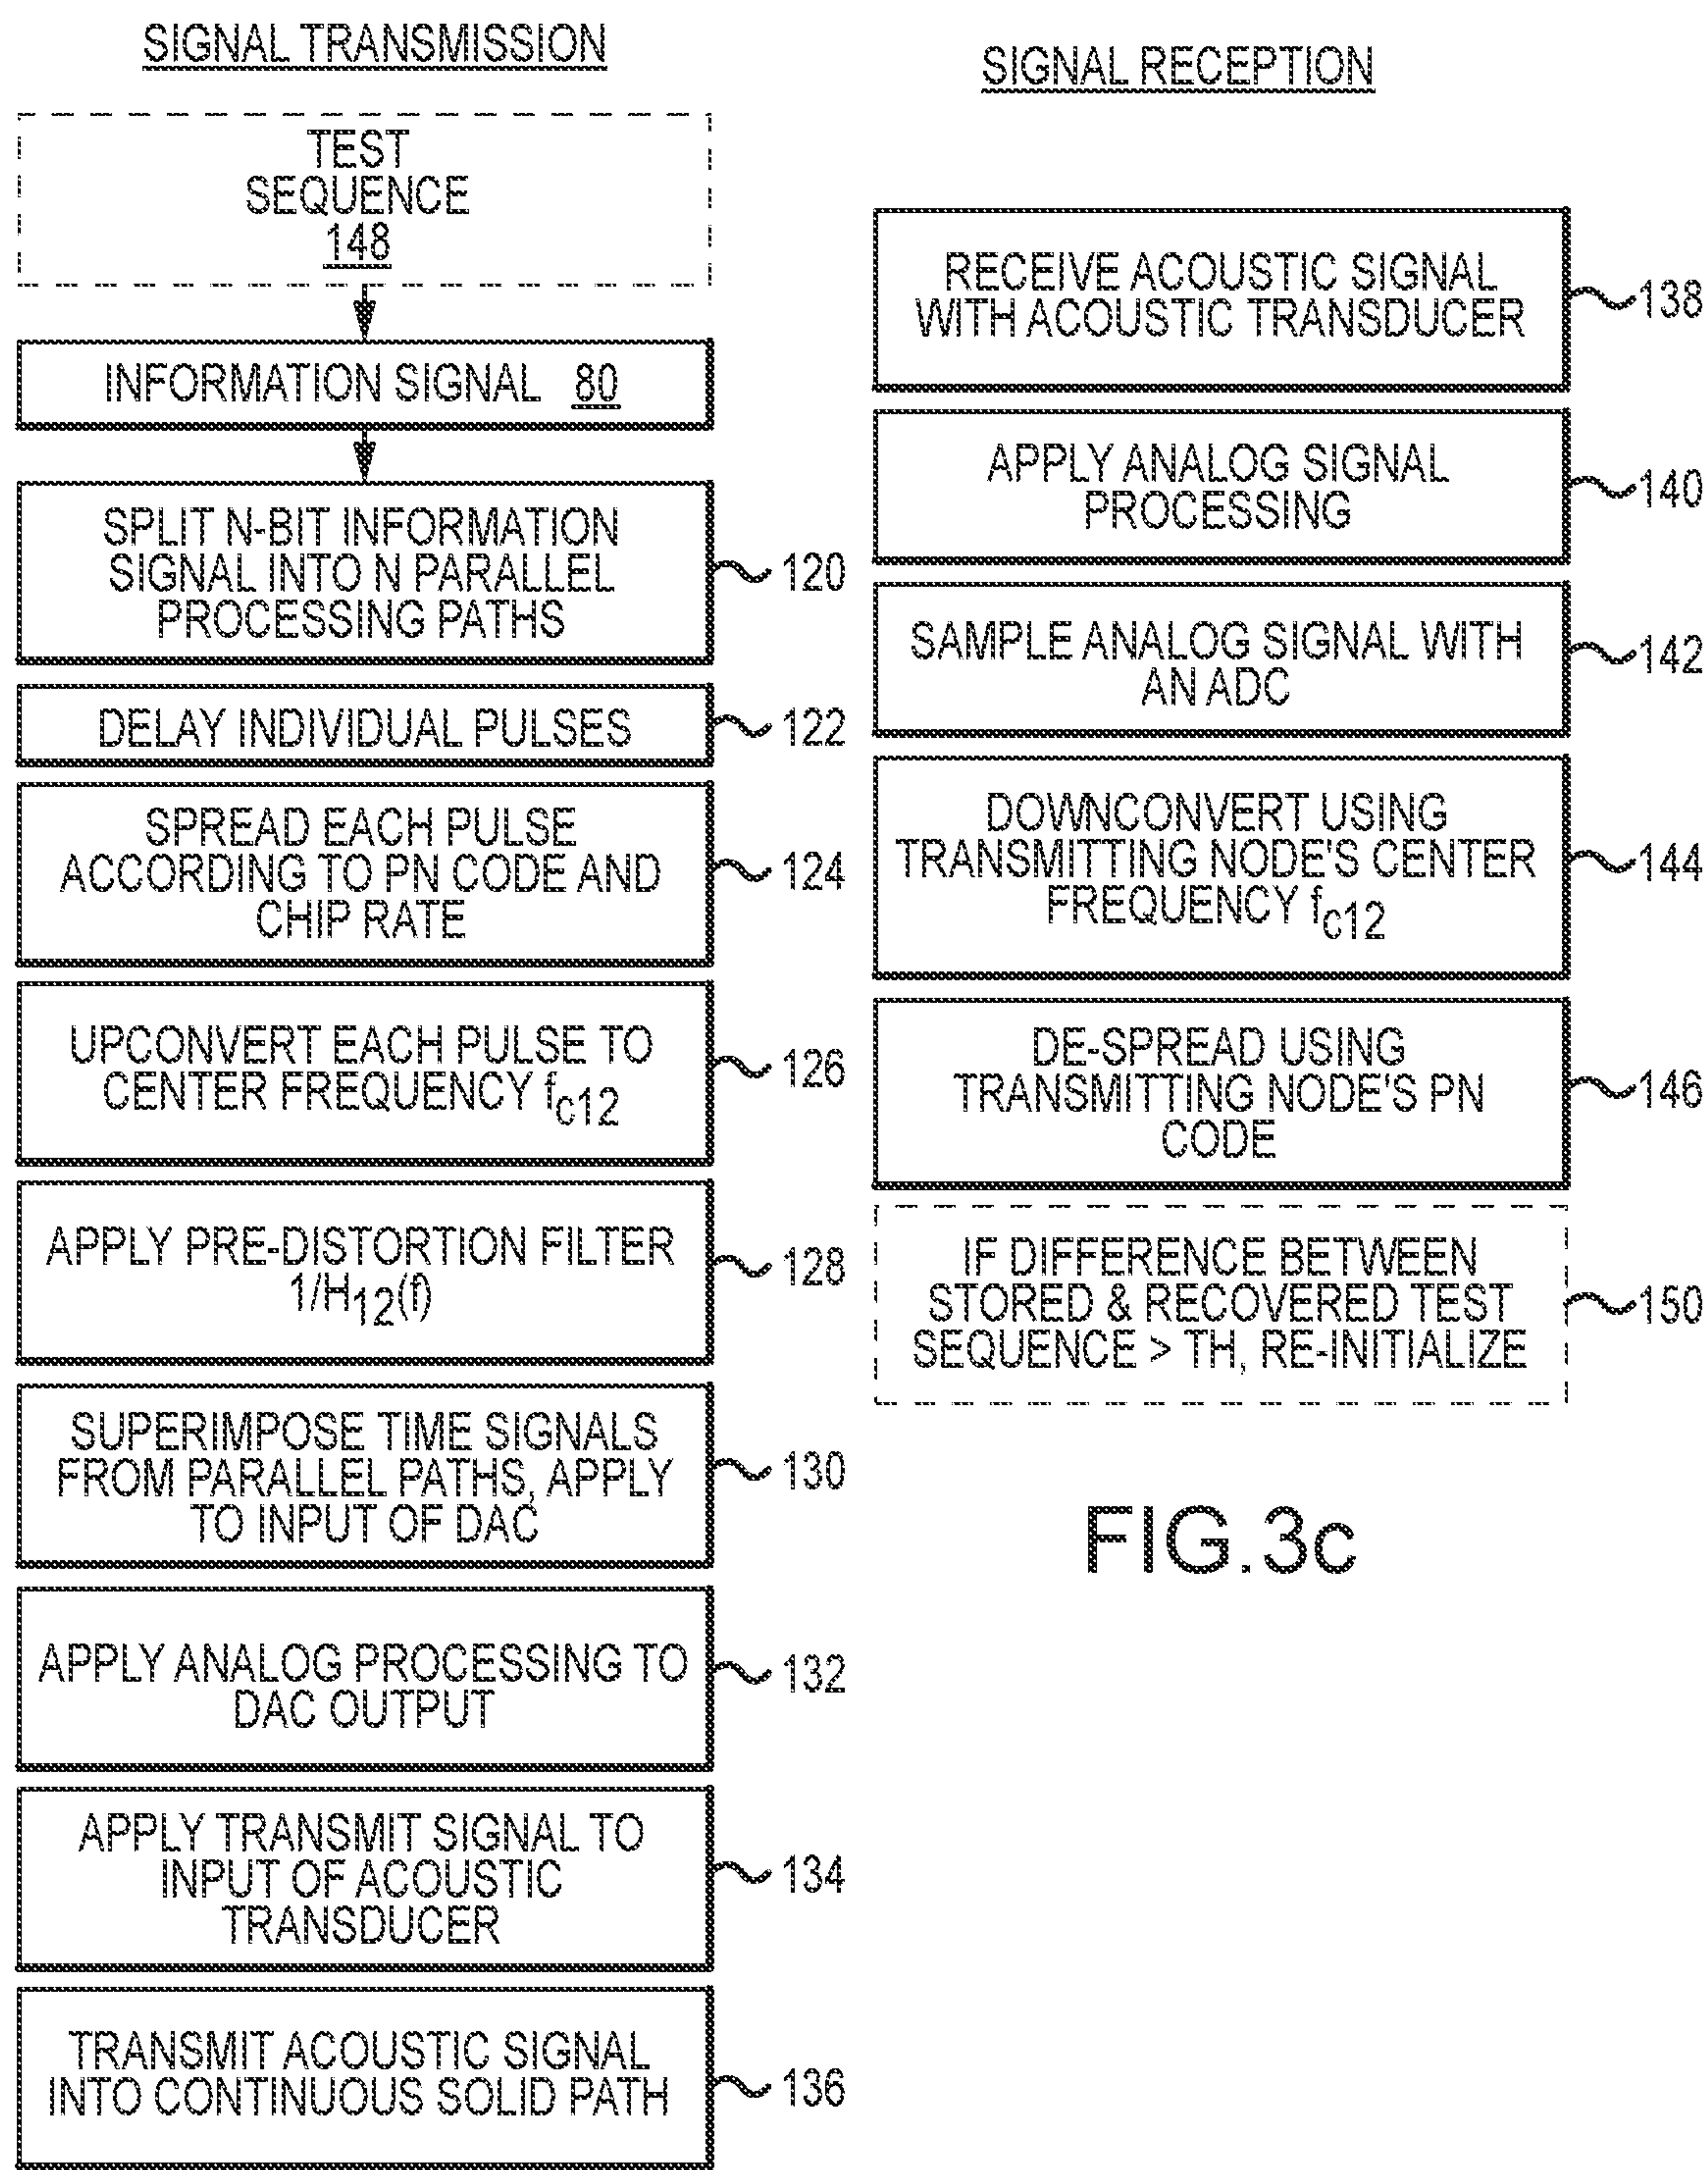 SIGNAL TRANSMISSION
TEST
SEQUENCE
148
INFORMATION SIGNAL 80
SPLIT N-BIT INFORMATION
SIGNAL INTO N PARALLEL
PROCESSING PATHS
120
DELAY INDIVIDUAL PULSES
122
SPREAD EACH PULSE
ACCORDING TO PN CODE AND
CHIP RATE
124
UPCONVERT EACH PULSE TO
CENTER FREQUENCY fc12
126
APPLY PRE-DISTORTION FILTER
1/H12(f)
128
SUPERIMPOSE TIME SIGNALS
FROM PARALLEL PATHS, APPLY
TO INPUT OF DAC
130
APPLY ANALOG PROCESSING TO
DAC OUTPUT
132
APPLY TRANSMIT SIGNAL TO
INPUT OF ACOUSTIC
TRANSDUCER
134
TRANSMIT ACOUSTIC SIGNAL
INTO CONTINUOUS SOLID PATH
136
SIGNAL RECEPTION
RECEIVE ACOUSTIC SIGNAL
WITH ACOUSTIC TRANSDUCER
138
APPLY ANALOG SIGNAL
PROCESSING
140
SAMPLE ANALOG SIGNAL WITH
AN ADC
142
DOWNCONVERT USING
TRANSMITTING NODE'S CENTER
FREQUENCY fc12
144
DE-SPREAD USING
TRANSMITTING NODE'S PN
CODE
146
IF DIFFERENCE BETWEEN
STORED & RECOVERED TEST
SEQUENCE > TH, RE-INITIALIZE
150
FIG.3c